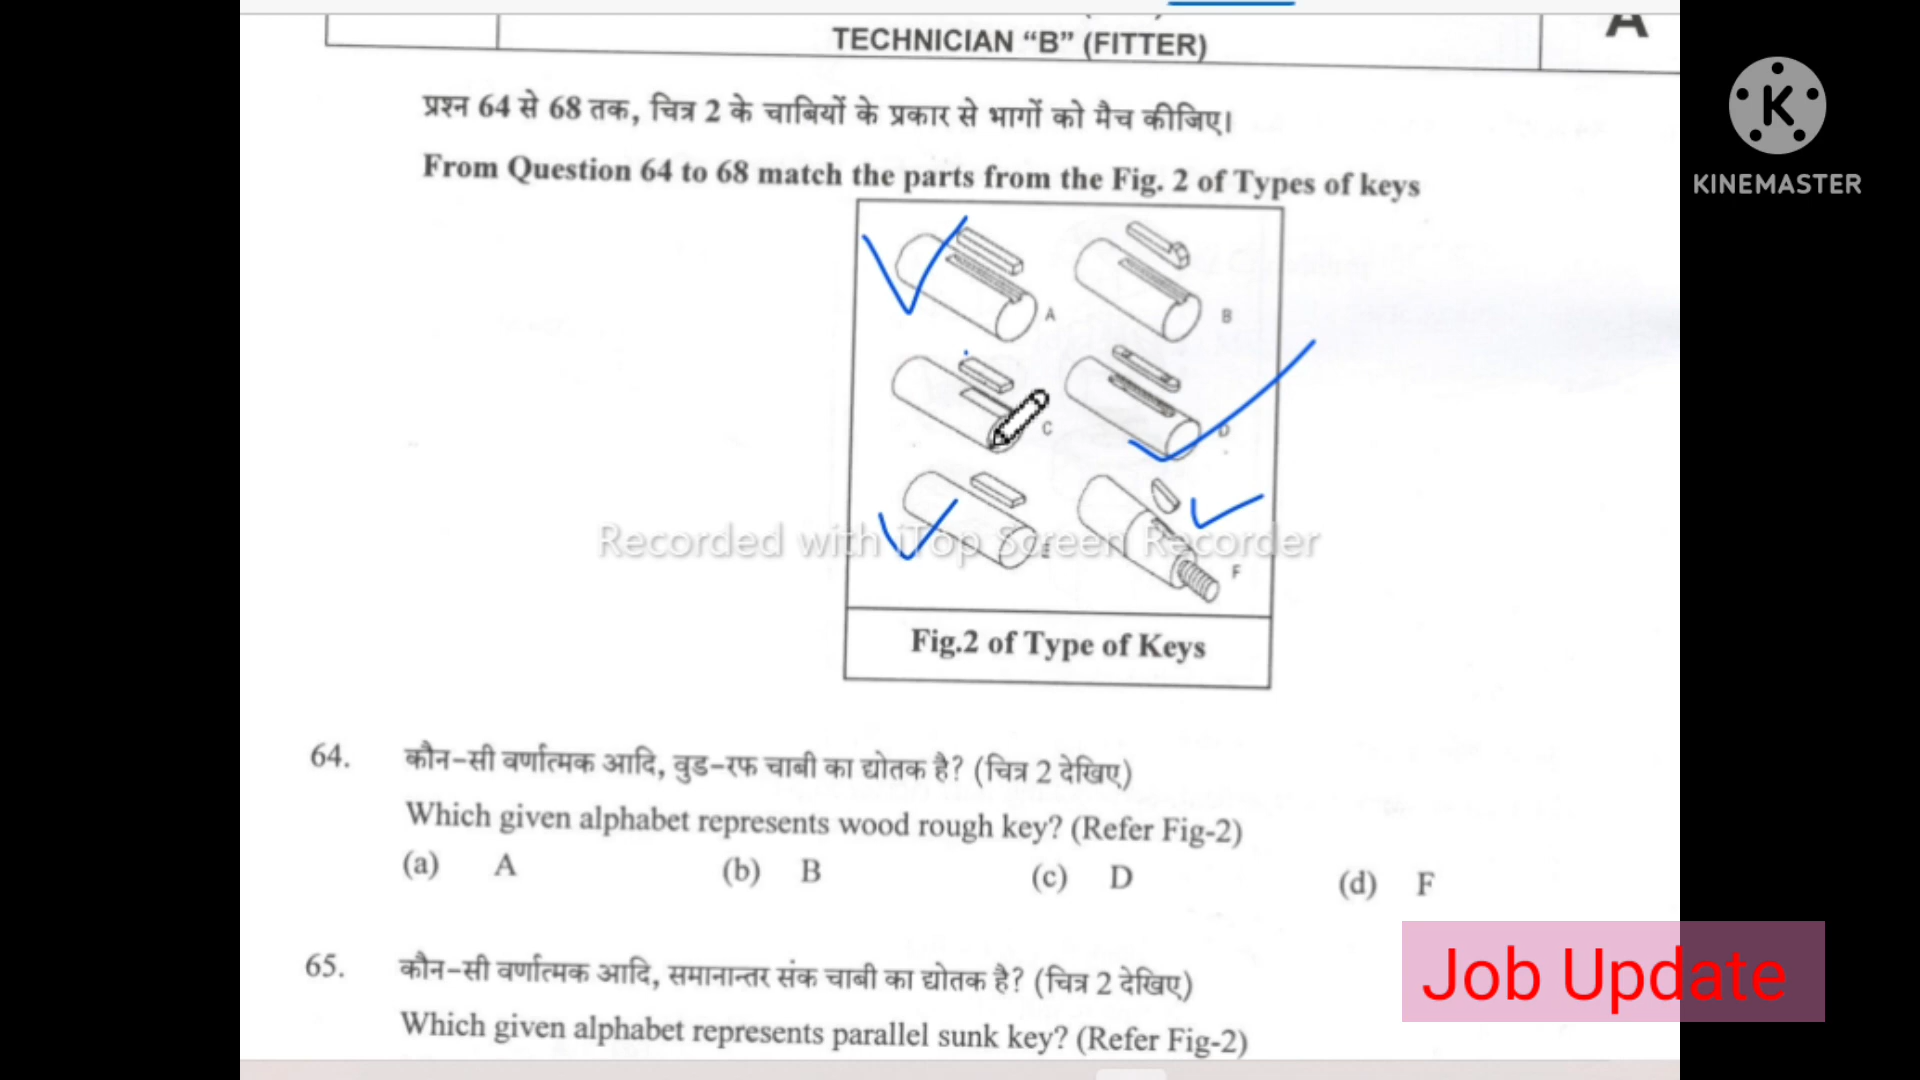 TECHNICIAN “B” (FITTER)
A
K
KINEMASTER
प्रश्न 64 से 68 तक, चित्र 2 के चाबियों के प्रकार से भागों को मैच कीजिए।
From Question 64 to 68 match the parts from the Fig. 2 of Types of keys
A
B
C
D
E
F
Recorded with iTop Screen Recorder
Fig.2 of Type of Keys
64. कौन-सी वर्णात्मक आदि, वुड-रफ चाबी का द्योतक है? (चित्र 2 देखिए)
Which given alphabet represents wood rough key? (Refer Fig-2)
(a) A (b) B (c) D (d) F
65. कौन-सी वर्णात्मक आदि, समानान्तर संक चाबी का द्योतक है? (चित्र 2 देखिए)
Which given alphabet represents parallel sunk key? (Refer Fig-2)
Job Update